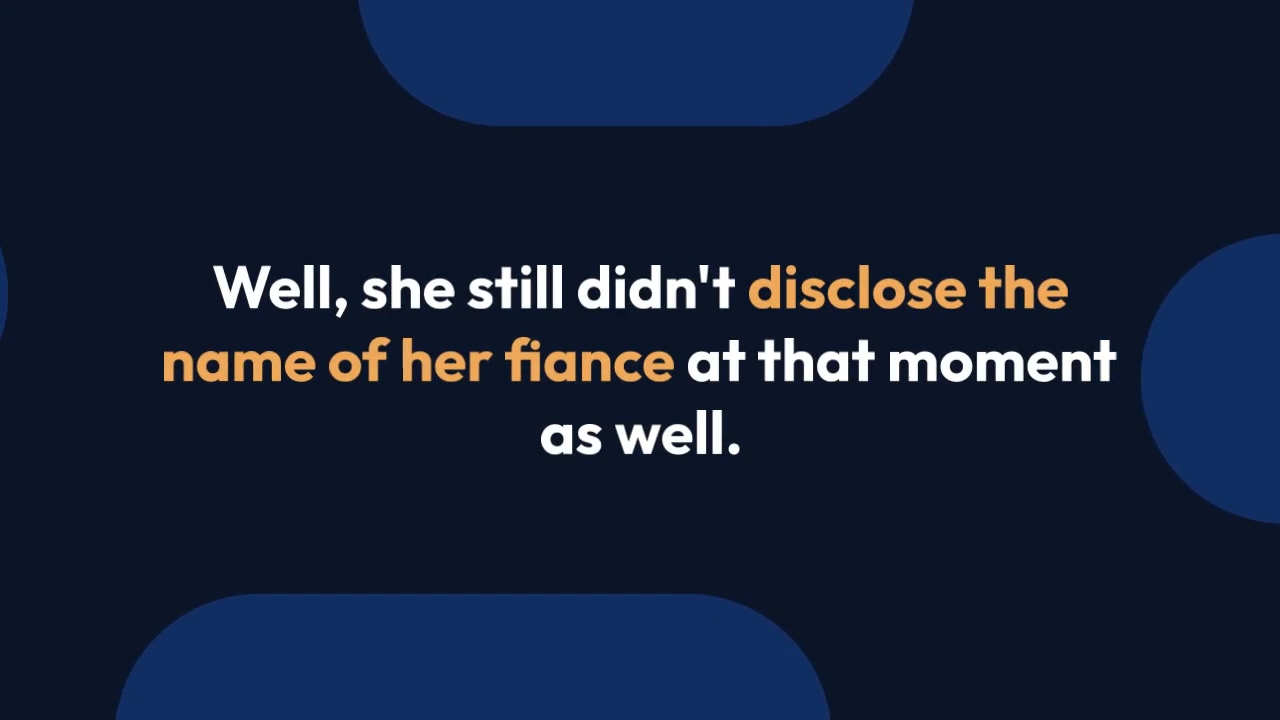 Well, she still didn't disclose the
name of her fiance at that moment
as well.